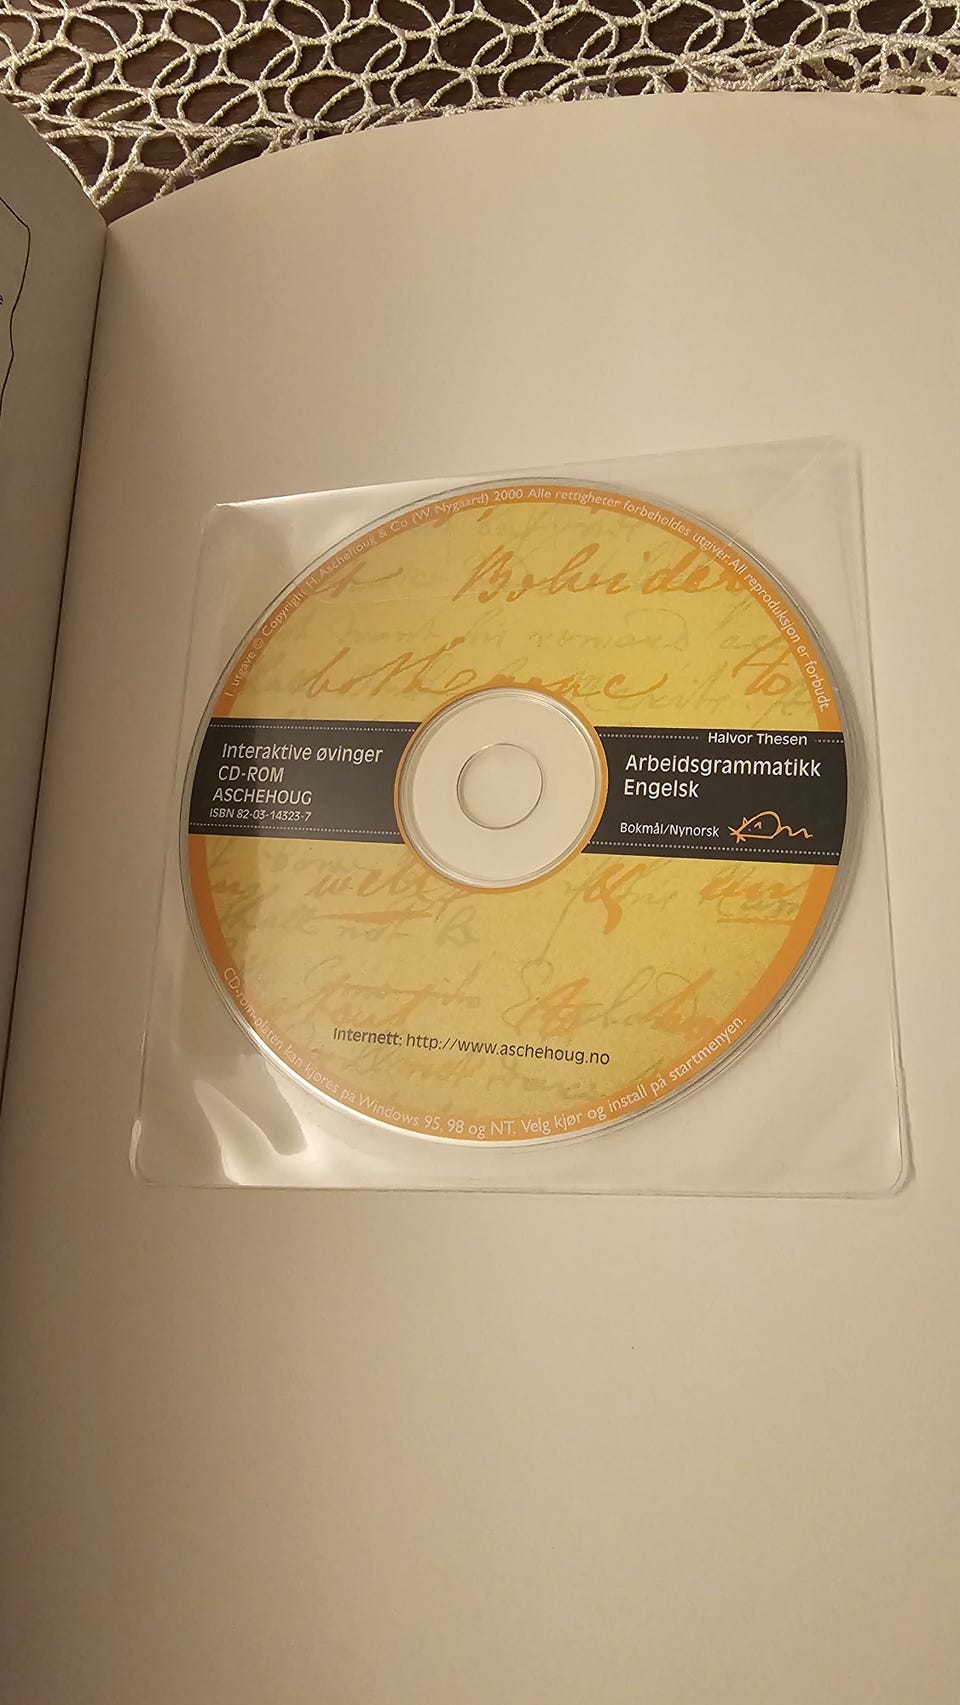 1. utgave © Copyright H. Aschehoug & Co (W. Nygaard) 2000 Alle rettigheter forbeholdes utgiver. All reproduksjon er forbudt.
Interaktive øvinger
CD-ROM
ASCHEHOUG
ISBN 82-03-14323-7
Halvor Thesen
Arbeidsgrammatikk
Engelsk
Bokmål/Nynorsk
Internett: http://www.aschehoug.no
CD-rom-platen kan kjøres på Windows 95, 98 og NT. Velg kjør og install på startmenyen.